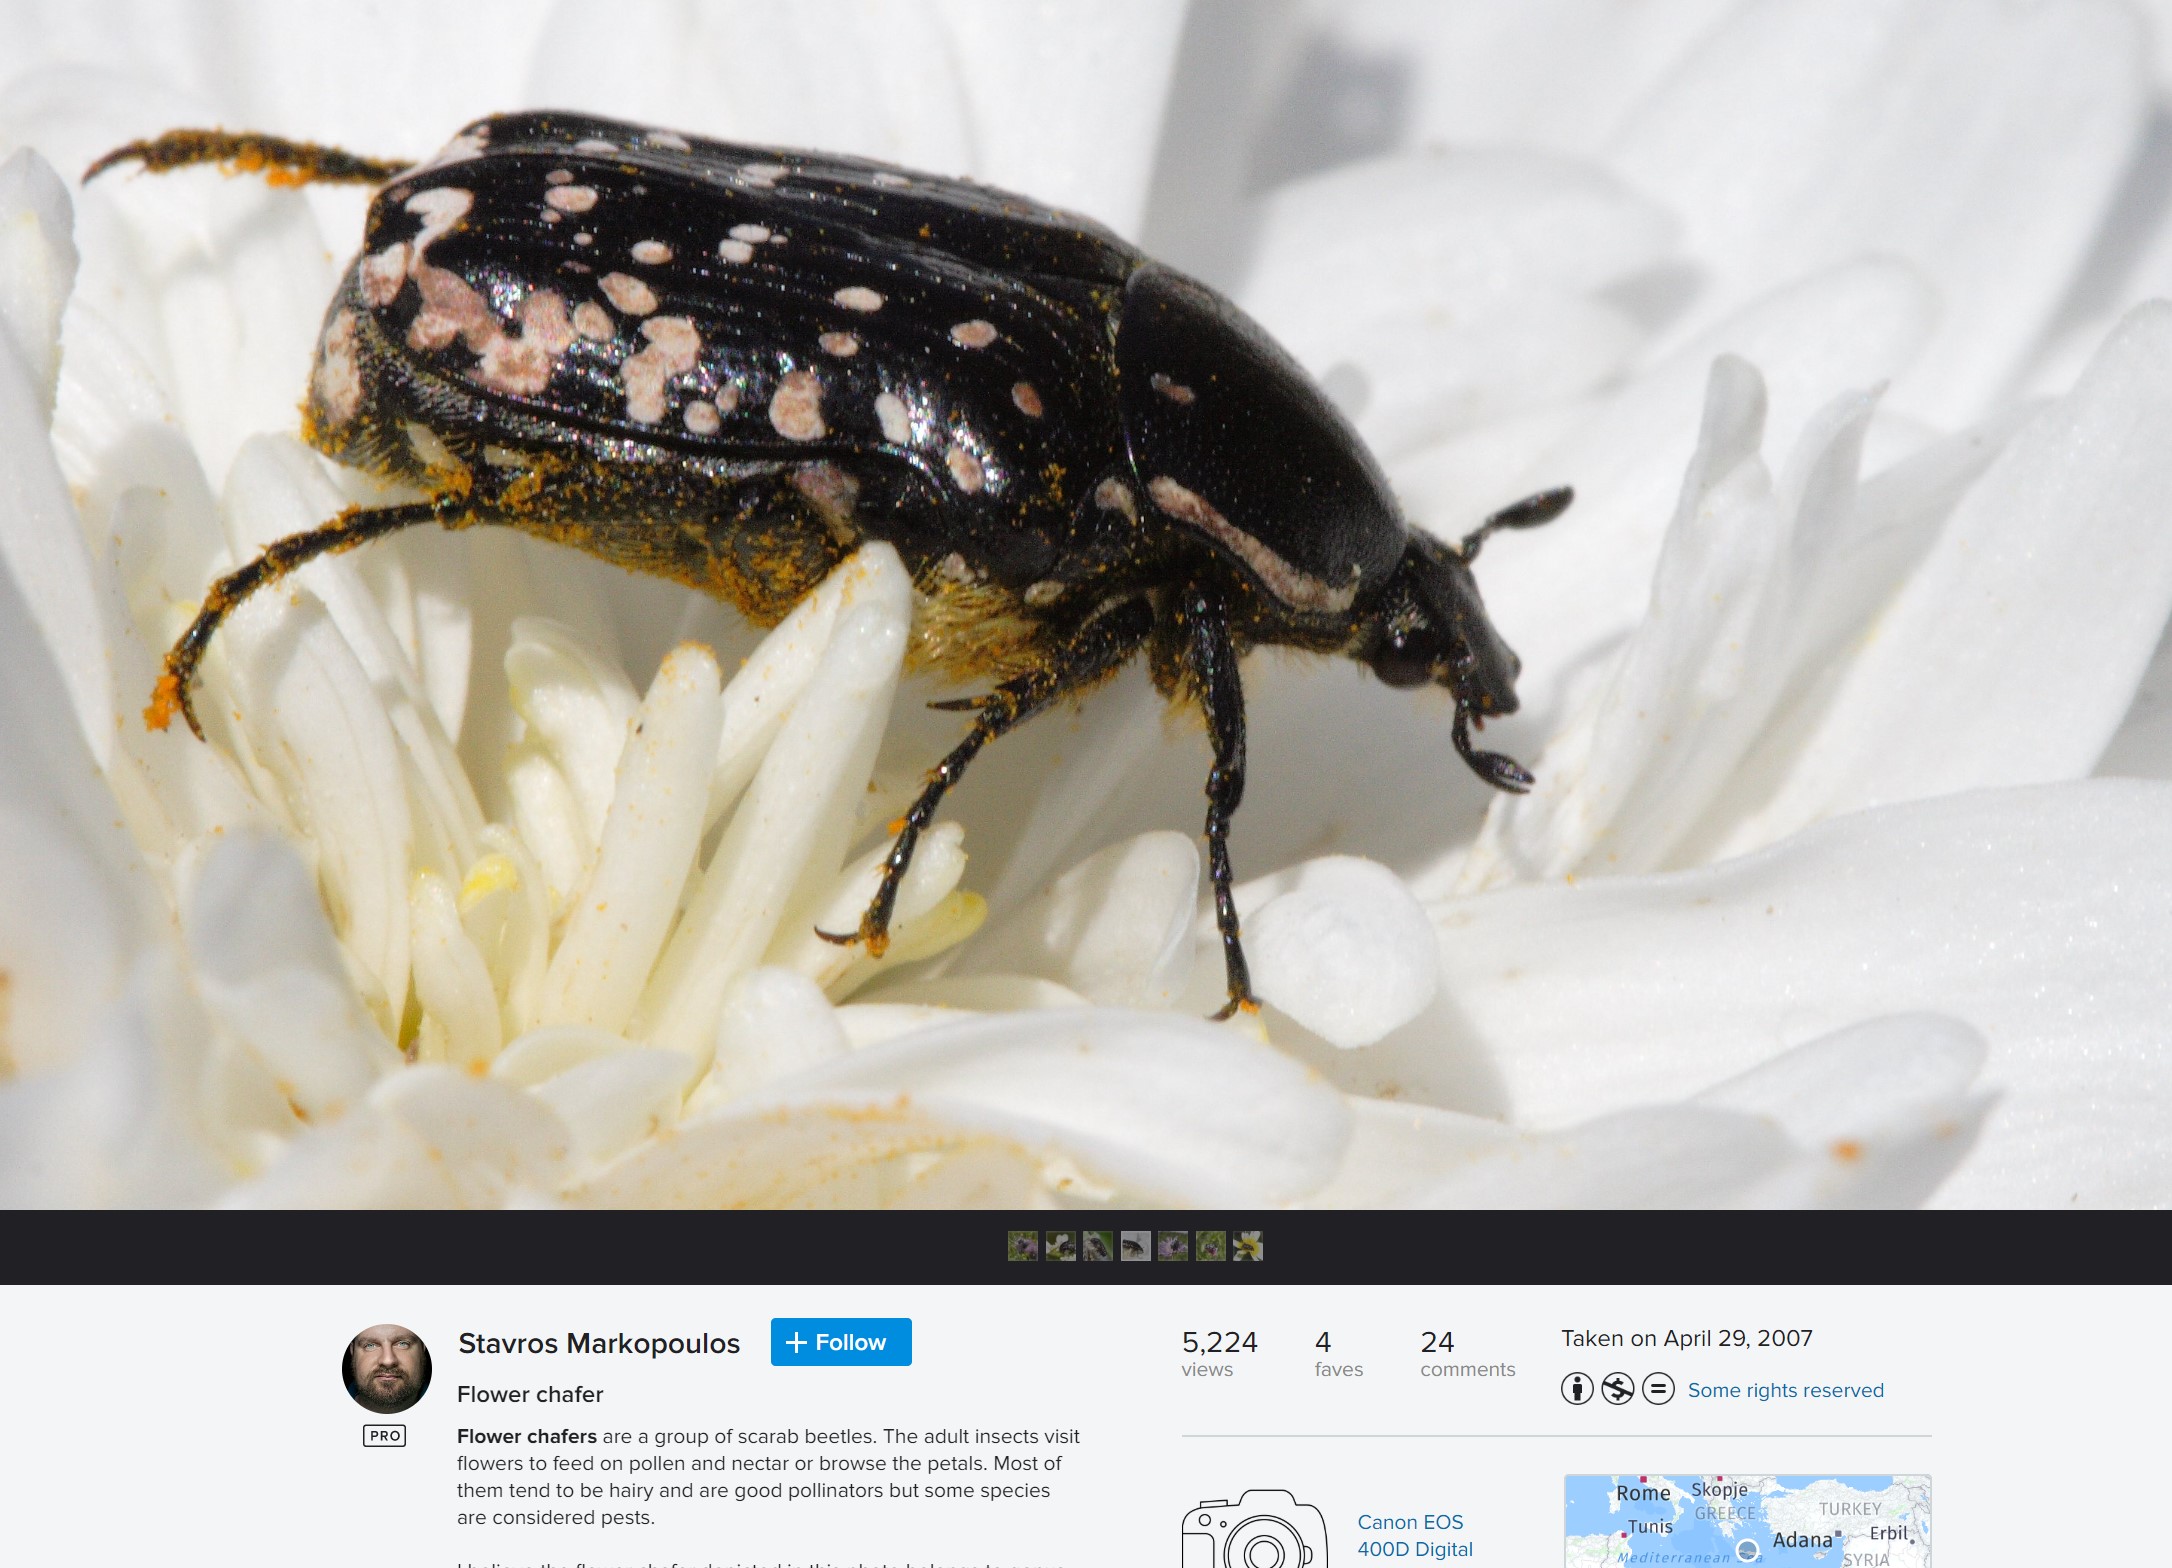 Stavros Markopoulos
+ Follow
Flower chafer
PRO
Flower chafers are a group of scarab beetles. The adult insects visit
flowers to feed on pollen and nectar or browse the petals. Most of
them tend to be hairy and are good pollinators but some species
are considered pests.
5,224
views
4
faves
24
comments
Taken on April 29, 2007
Some rights reserved
Canon EOS
400D Digital
Rome
Skopje
GREECE
TURKEY
Tunis
Adana
Erbil
Mediterranean
SYRIA